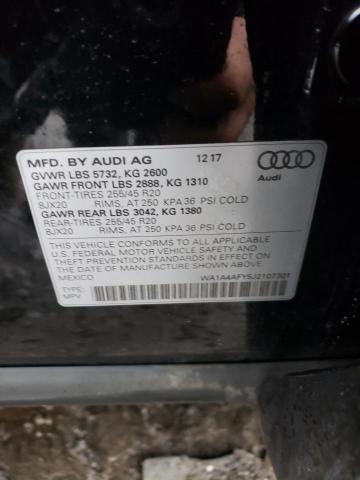 MFD. BY AUDI AG 12 17
GVWR LBS 5732, KG 2600
GAWR FRONT LBS 2888, KG 1310
FRONT-TIRES 255/45 R20
8JX20 RIMS, AT 250 KPA 36 PSI COLD
GAWR REAR LBS 3042, KG 1380
REAR-TIRES 255/45 R20
8JX20 RIMS, AT 250 KPA 36 PSI COLD
THIS VEHICLE CONFORMS TO ALL APPLICABLE
U.S. FEDERAL MOTOR VEHICLE SAFETY
STANDARDS IN EFFECT ON THE
DATE OF MANUFACTURE SHOWN ABOVE.
MEXICO
WA1A4AFY5J2107301
TYPE:
MPV
Audi